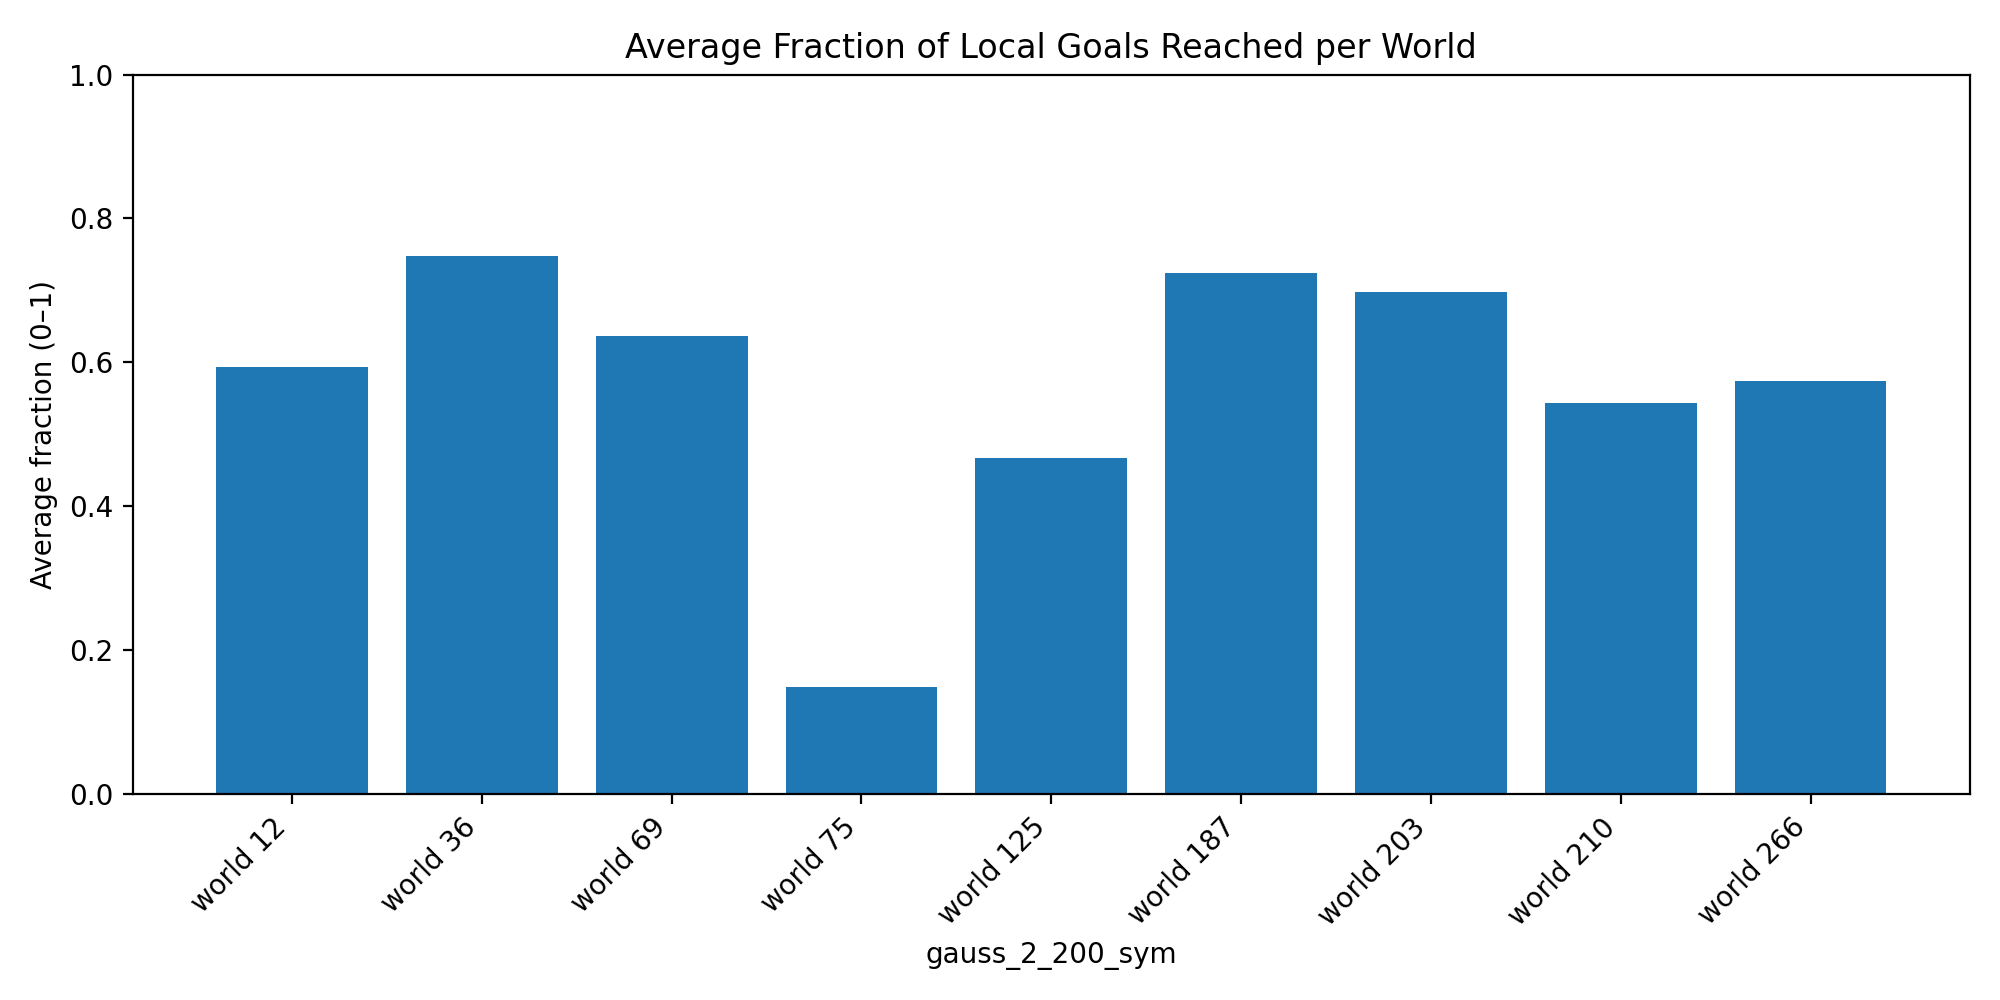 Average Fraction of Local Goals Reached per World
Average fraction (0–1)
1.0
0.8
0.6
0.4
0.2
0.0
world 12
world 36
world 69
world 75
world 125
world 187
world 203
world 210
world 266
gauss_2_200_sym